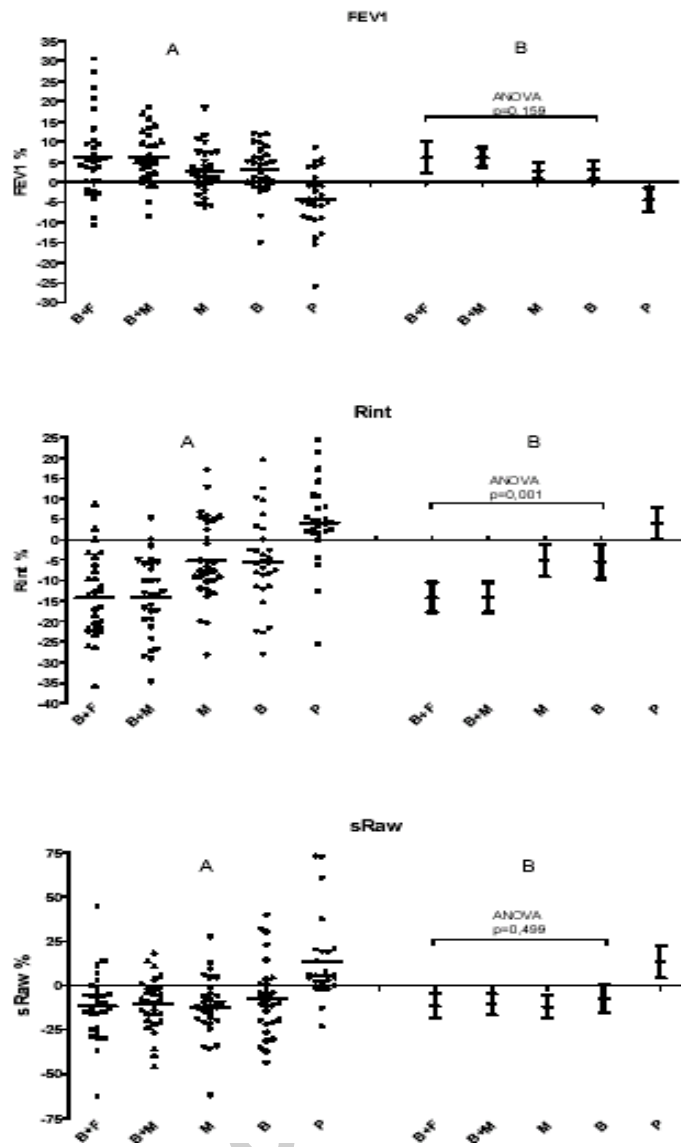 FEV1
A
B
ANOVA
p=0,159
FEV1 %
35
30
25
20
15
10
5
0
-5
-10
-15
-20
-25
-30
B+F
B+M
M
B
P
B+F
B+M
M
B
P
Rint
A
B
ANOVA
p=0,001
Rint %
25
20
15
10
5
0
-5
-10
-15
-20
-25
-30
-35
-40
B+F
B+M
M
B
P
B+F
B+M
M
B
P
sRaw
A
B
ANOVA
p=0,499
sRaw %
75
50
25
0
-25
-50
-75
B+F
B+M
M
B
P
B+F
B+M
M
B
P